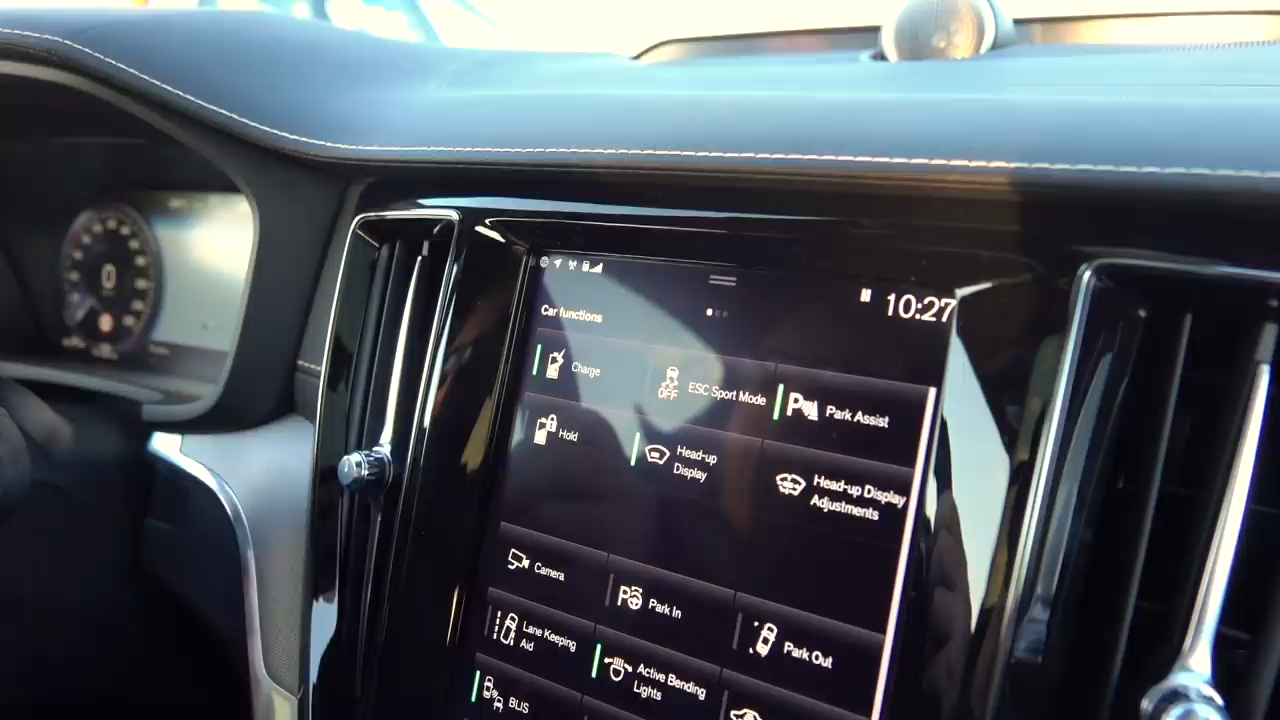 10:27
Car functions
Charge
OFF
ESC Sport Mode
P
Park Assist
Hold
Head-up
Display
Head-up Display
Adjustments
Camera
P
Park In
Park Out
Lane Keeping
Aid
Active Bending
Lights
BLIS
0